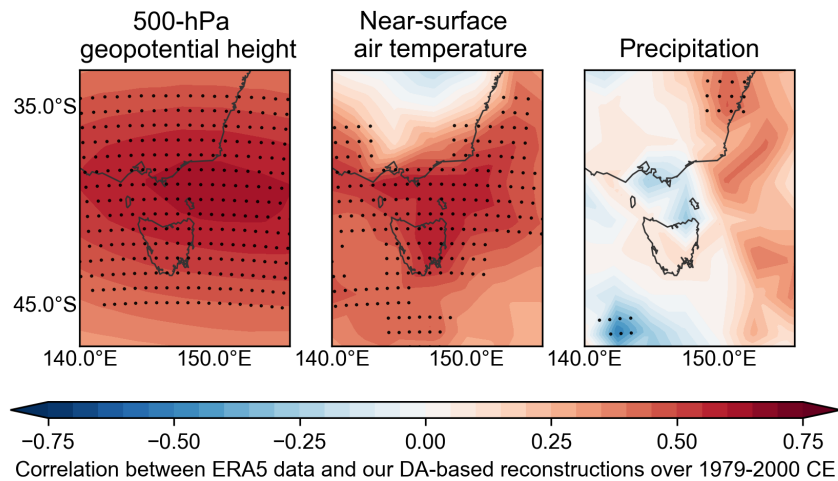 500-hPa
geopotential height
Near-surface
air temperature
Precipitation
35.0°S
45.0°S
140.0°E 150.0°E 140.0°E 150.0°E 140.0°E 150.0°E
−0.75 −0.50 −0.25 0.00 0.25 0.50 0.75
Correlation between ERA5 data and our DA-based reconstructions over 1979-2000 CE